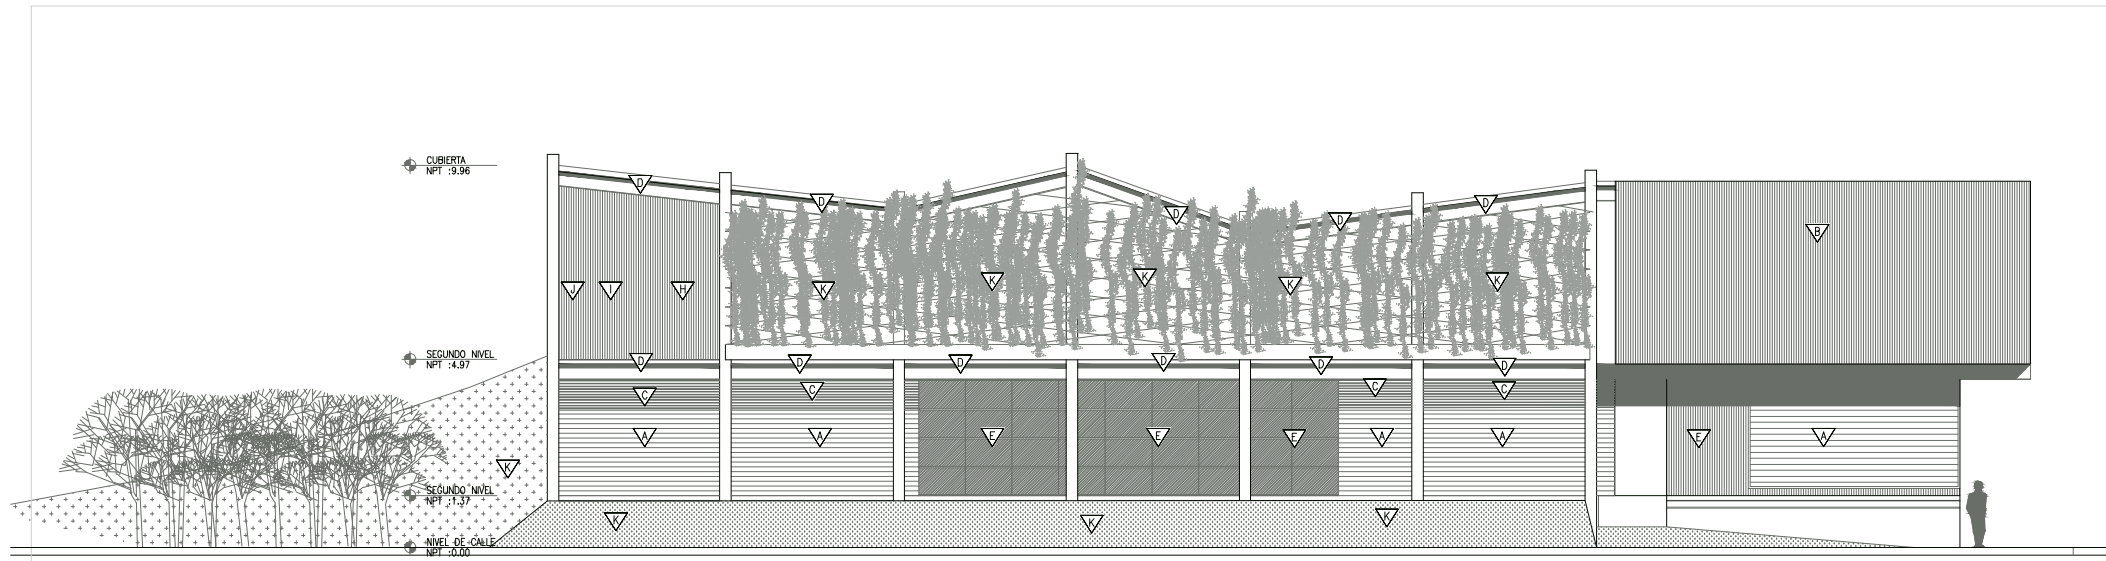 CUBIERTA
NPT :9.96
D
D
D
D
D
B
J
I
H
K
K
K
K
K
SEGUNDO NIVEL
NPT :4.97
D
D
D
D
D
D
C
C
C
C
A
A
E
E
E
A
A
E
A
K
SEGUNDO NIVEL
NPT :1.37
K
K
K
NIVEL DE CALLE
NPT :0.00